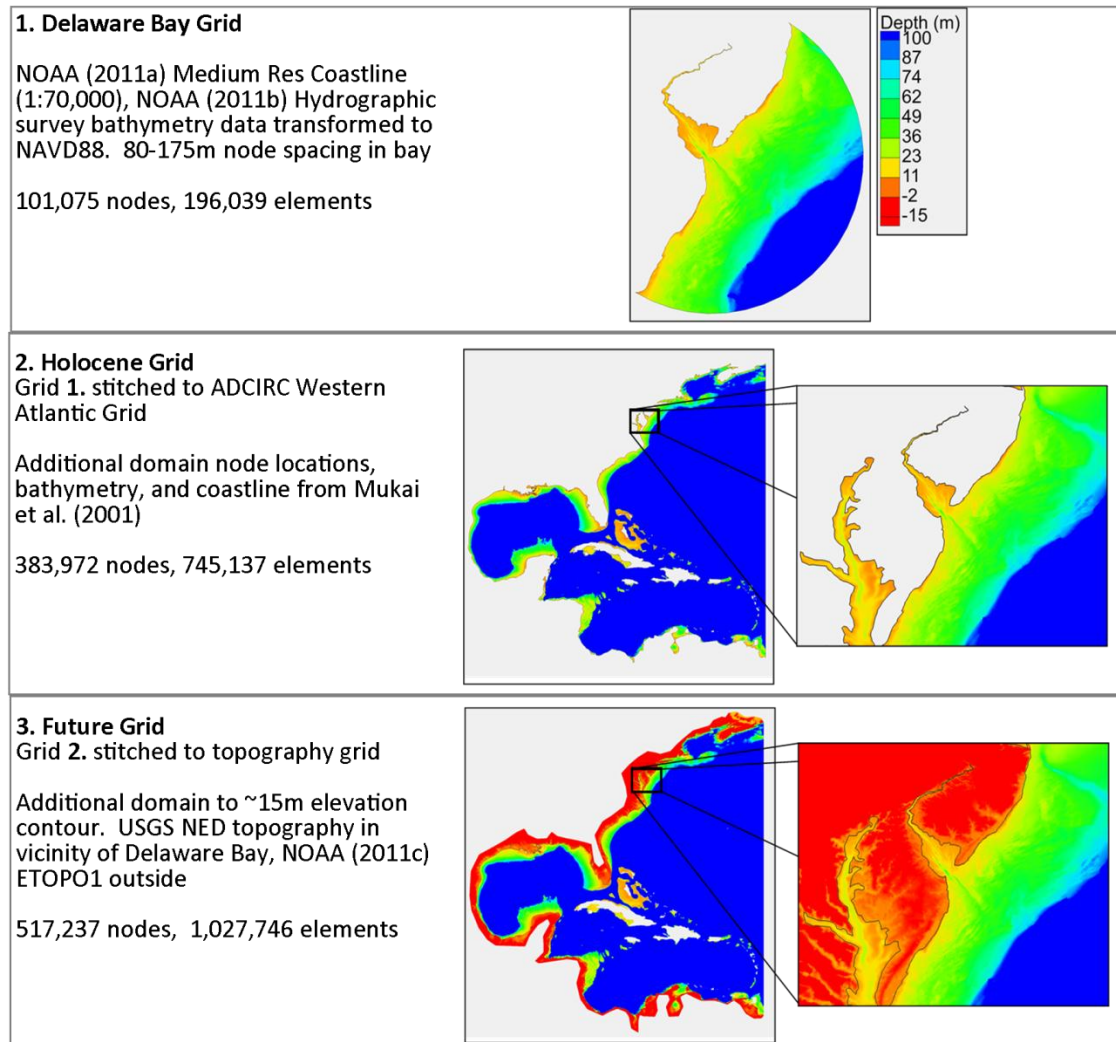 1. Delaware Bay Grid
NOAA (2011a) Medium Res Coastline
(1:70,000), NOAA (2011b) Hydrographic
survey bathymetry data transformed to
NAVD88.  80-175m node spacing in bay
101,075 nodes, 196,039 elements
Depth (m)
100
87
74
62
49
36
23
11
-2
-15
2. Holocene Grid
Grid 1. stitched to ADCIRC Western
Atlantic Grid
Additional domain node locations,
bathymetry, and coastline from Mukai
et al. (2001)
383,972 nodes, 745,137 elements
3. Future Grid
Grid 2. stitched to topography grid
Additional domain to ~15m elevation
contour.  USGS NED topography in
vicinity of Delaware Bay, NOAA (2011c)
ETOPO1 outside
517,237 nodes,  1,027,746 elements